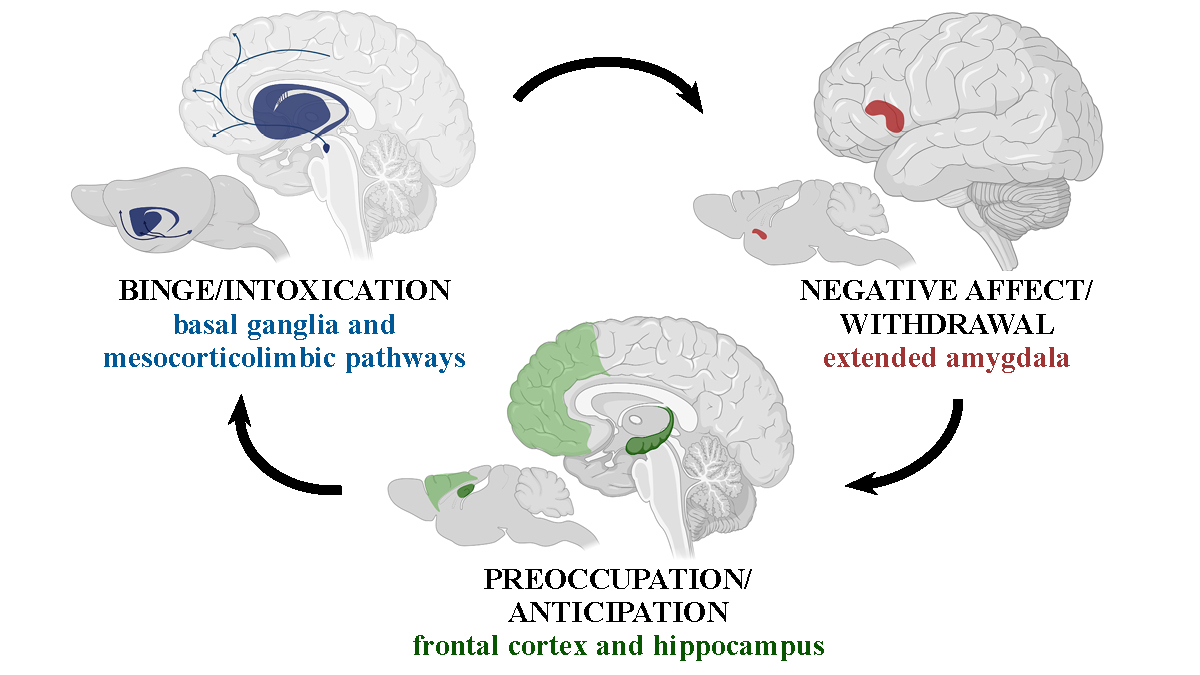 BINGE/INTOXICATION
basal ganglia and
mesocorticolimbic pathways
NEGATIVE AFFECT/
WITHDRAWAL
extended amygdala
PREOCCUPATION/
ANTICIPATION
frontal cortex and hippocampus